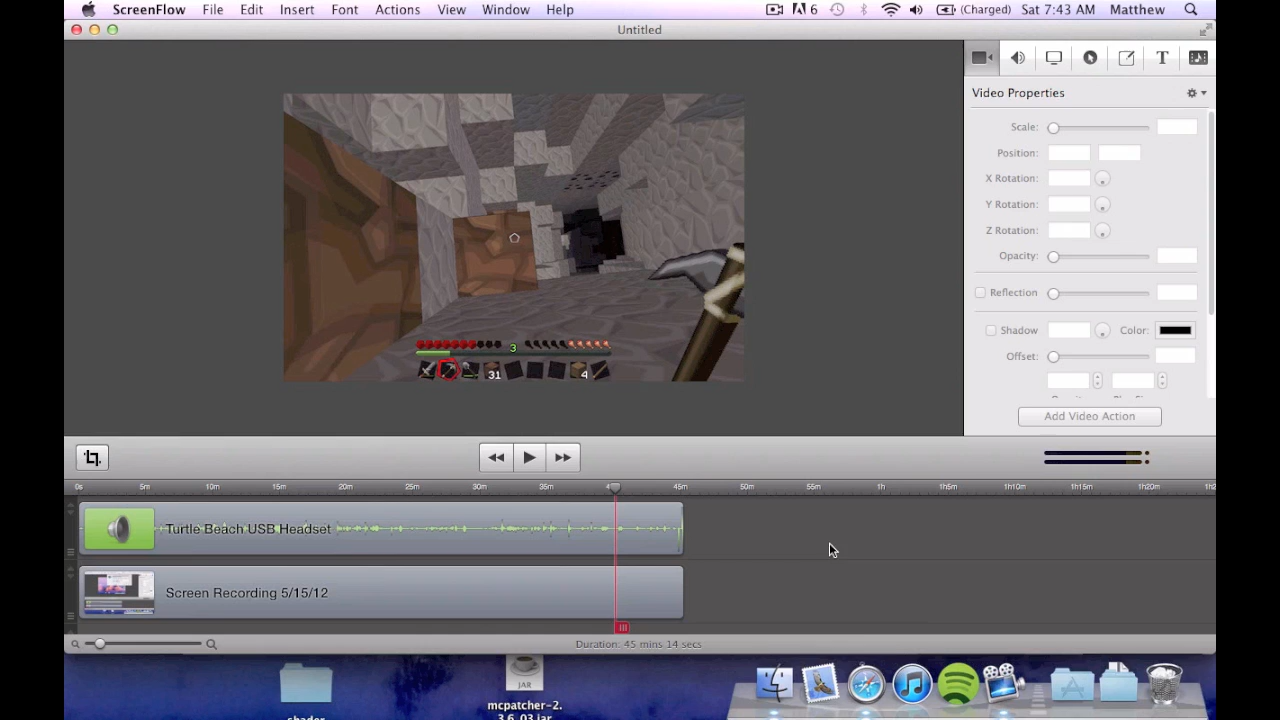 ScreenFlow File Edit Insert Font Actions View Window Help 6 (Charged) Sat 7:43 AM Matthew
Untitled
T
Video Properties
Scale:
Position:
X Rotation:
Y Rotation:
Z Rotation:
Opacity:
Reflection
Shadow Color:
Offset:
Add Video Action
3
31 4
0s 5m 10m 15m 20m 25m 30m 35m 45m 50m 55m 1h 1h5m 1h10m 1h15m 1h20m
Turtle Beach USB Headset
Screen Recording 5/15/12
Duration: 45 mins 14 secs
JAR
shader
mcpatcher-2.
3.6_03.jar